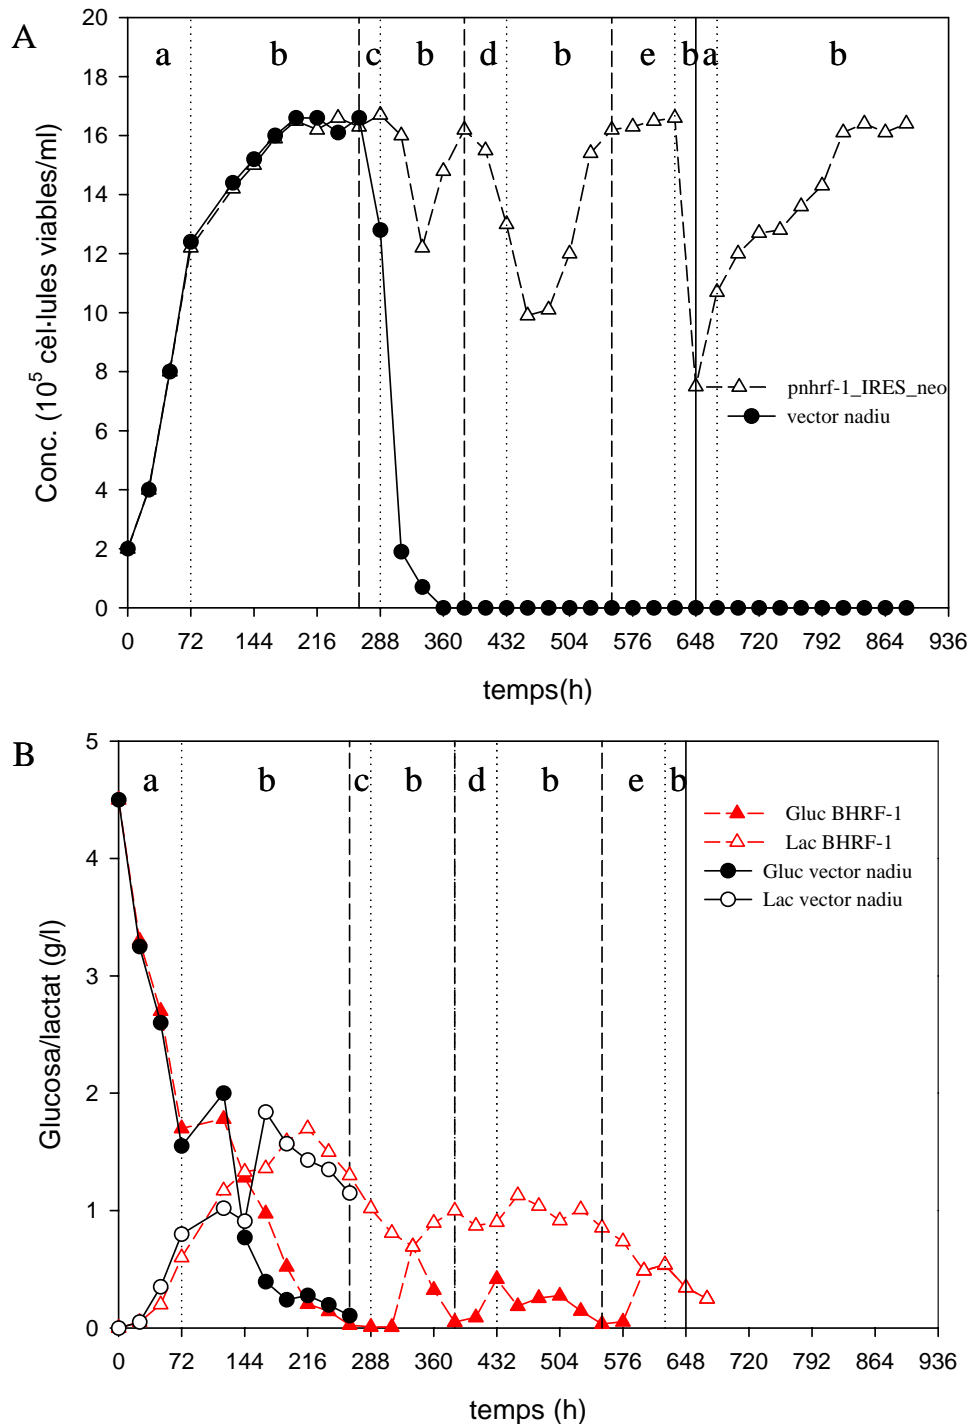 A
20
18
16
14
12
10
8
6
4
2
0
Conc. (10^5 cèl·lules viables/ml)
a b c b d b e b a b
pnhrf-1_IRES_neo
vector nadiu
0 72 144 216 288 360 432 504 576 648 720 792 864 936
temps(h)
B
5
4
3
2
1
0
Glucosa/lactat (g/l)
a b c b d b e b
Gluc BHRF-1
Lac BHRF-1
Gluc vector nadiu
Lac vector nadiu
0 72 144 216 288 360 432 504 576 648 720 792 864 936
temps (h)